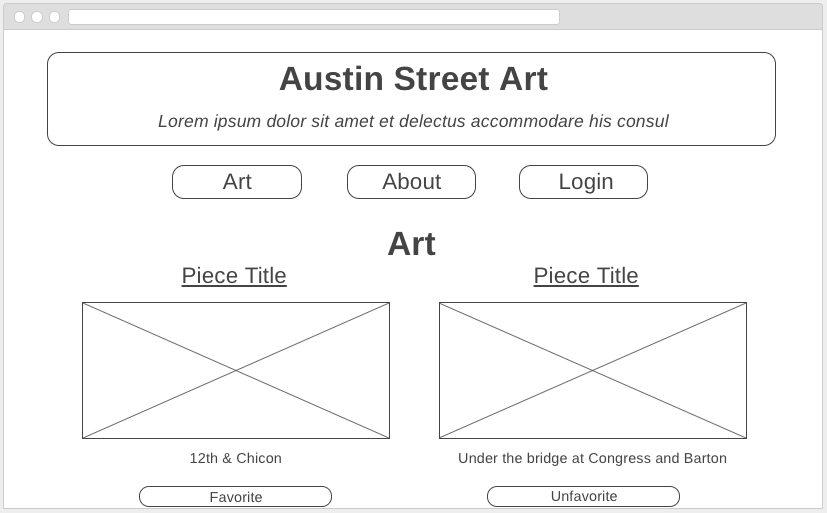 Austin Street Art
Lorem ipsum dolor sit amet et delectus accommodare his consul
Art
About
Login
Art
Piece Title
Piece Title
12th & Chicon
Under the bridge at Congress and Barton
Favorite
Unfavorite